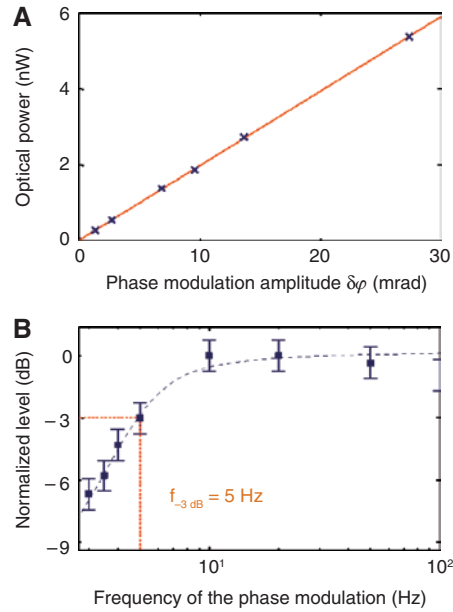 A
Optical power (nW)
6
4
2
0
0
10
20
30
Phase modulation amplitude δφ (mrad)
B
Normalized level (dB)
0
−3
−6
−9
f−3 dB = 5 Hz
10¹
10²
Frequency of the phase modulation (Hz)